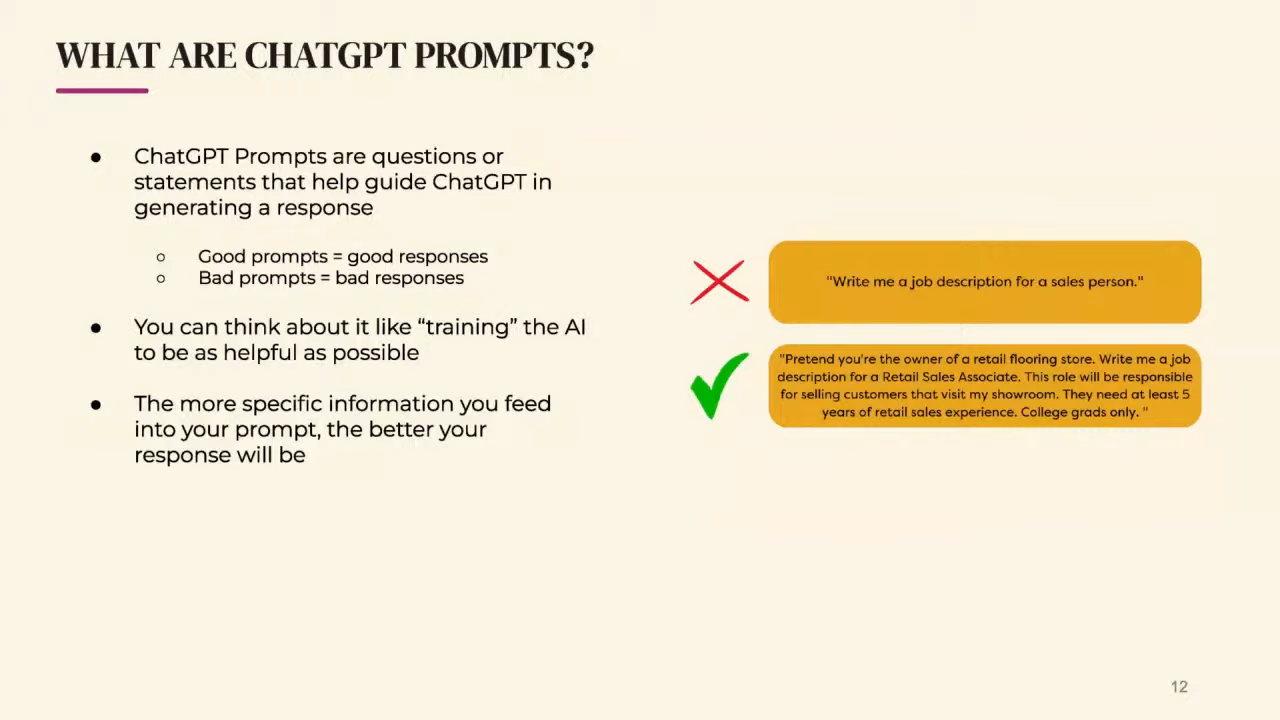 WHAT ARE CHATGPT PROMPTS?
● ChatGPT Prompts are questions or
statements that help guide ChatGPT in
generating a response
○ Good prompts = good responses
○ Bad prompts = bad responses
● You can think about it like “training” the AI
to be as helpful as possible
● The more specific information you feed
into your prompt, the better your
response will be
"Write me a job description for a sales person."
"Pretend you're the owner of a retail flooring store. Write me a job
description for a Retail Sales Associate. This role will be responsible
for selling customers that visit my showroom. They need at least 5
years of retail sales experience. College grads only. "
12